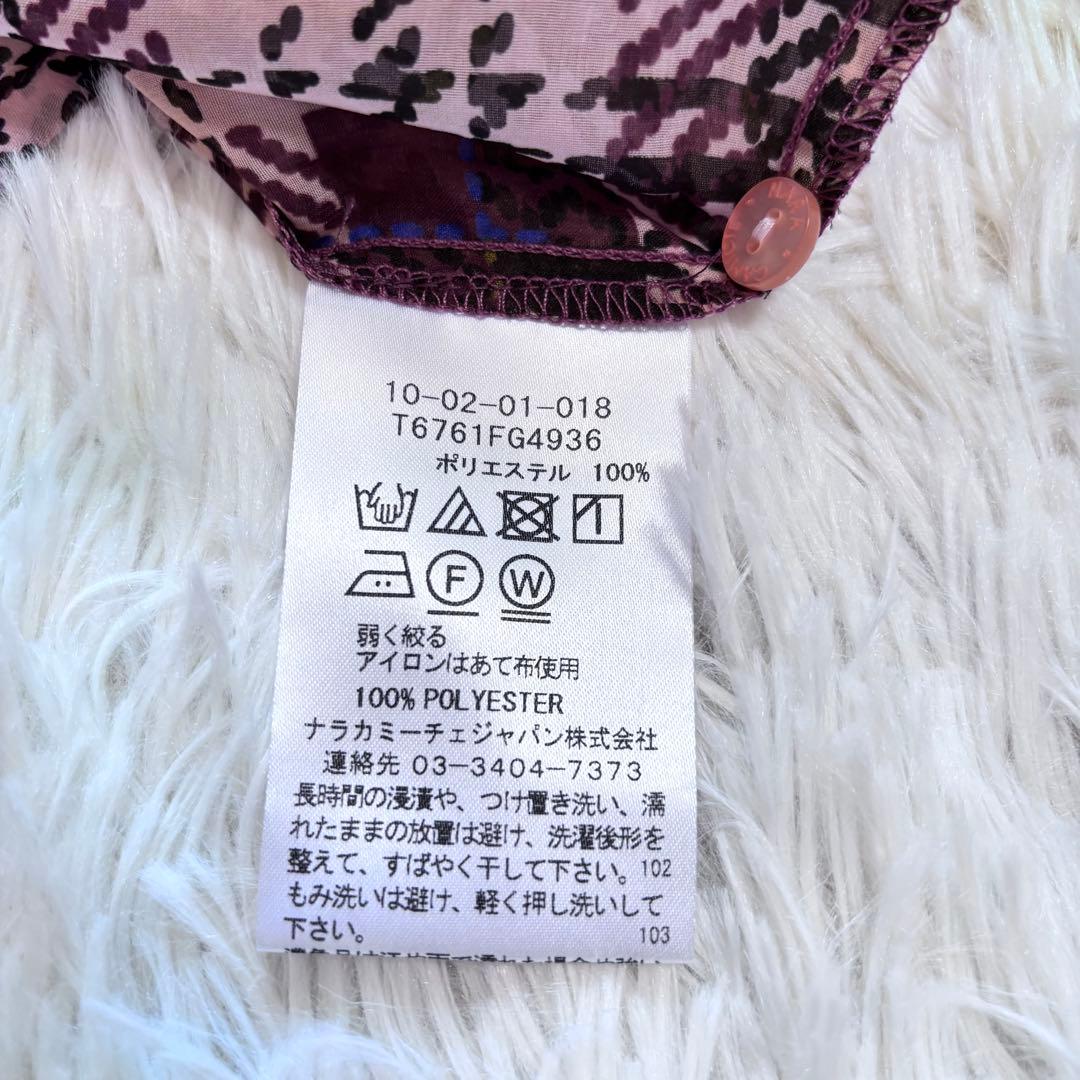 10-02-01-018
T6761FG4936
ポリエステル 100%
F W
弱く絞る
アイロンはあて布使用
100% POLYESTER
ナラカミーチェジャパン株式会社
連絡先 03-3404-7373
長時間の浸漬や、つけ置き洗い、濡
れたままの放置は避け、洗濯後形を
整えて、すばやく干して下さい。102
もみ洗いは避け、軽く押し洗いして
下さい。 103